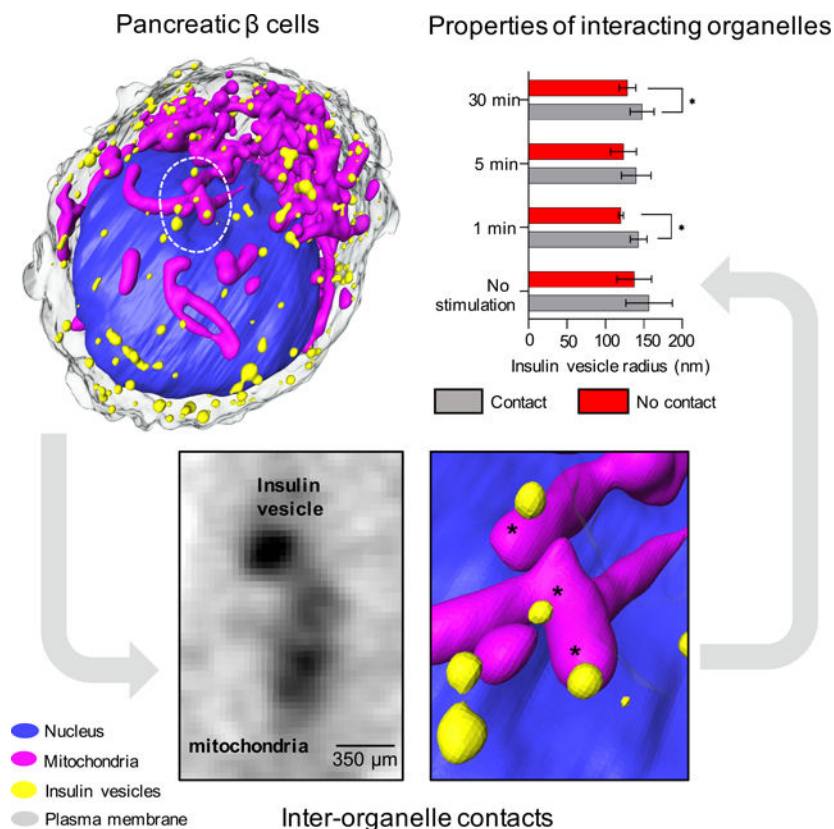 Pancreatic β cells
Properties of interacting organelles
30 min
*
5 min
1 min
*
No
stimulation
0 50 100 150 200
Insulin vesicle radius (nm)
Contact
No contact
Insulin
vesicle
mitochondria
350 μm
*
*
*
Nucleus
Mitochondria
Insulin vesicles
Plasma membrane
Inter-organelle contacts